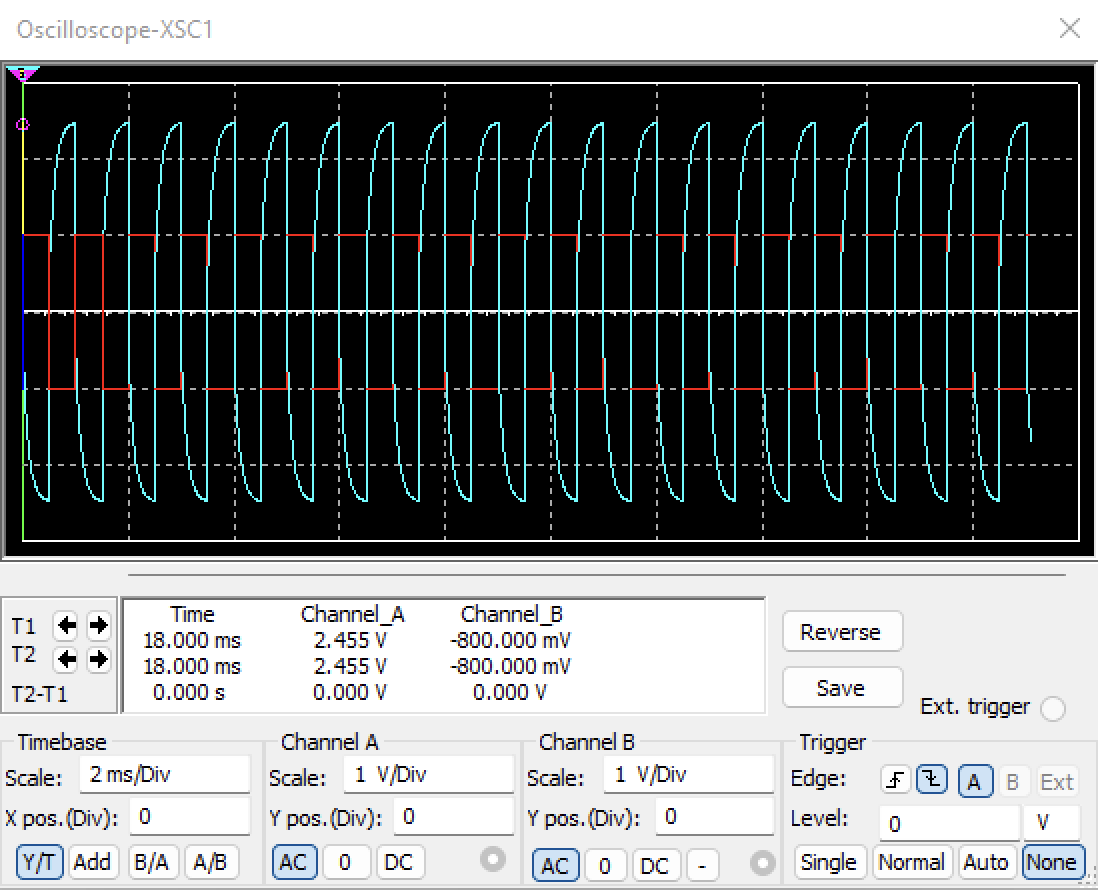 Oscilloscope-XSC1
Time Channel_A Channel_B
T1 18.000 ms 2.455 V -800.000 mV
T2 18.000 ms 2.455 V -800.000 mV
T2-T1 0.000 s 0.000 V 0.000 V
Reverse
Save
Ext. trigger
Timebase Channel A Channel B Trigger
Scale: 2 ms/Div Scale: 1 V/Div Scale: 1 V/Div Edge: A B Ext
X pos.(Div): 0 Y pos.(Div): 0 Y pos.(Div): 0 Level: 0 V
Y/T Add B/A A/B AC 0 DC AC 0 DC - Single Normal Auto None